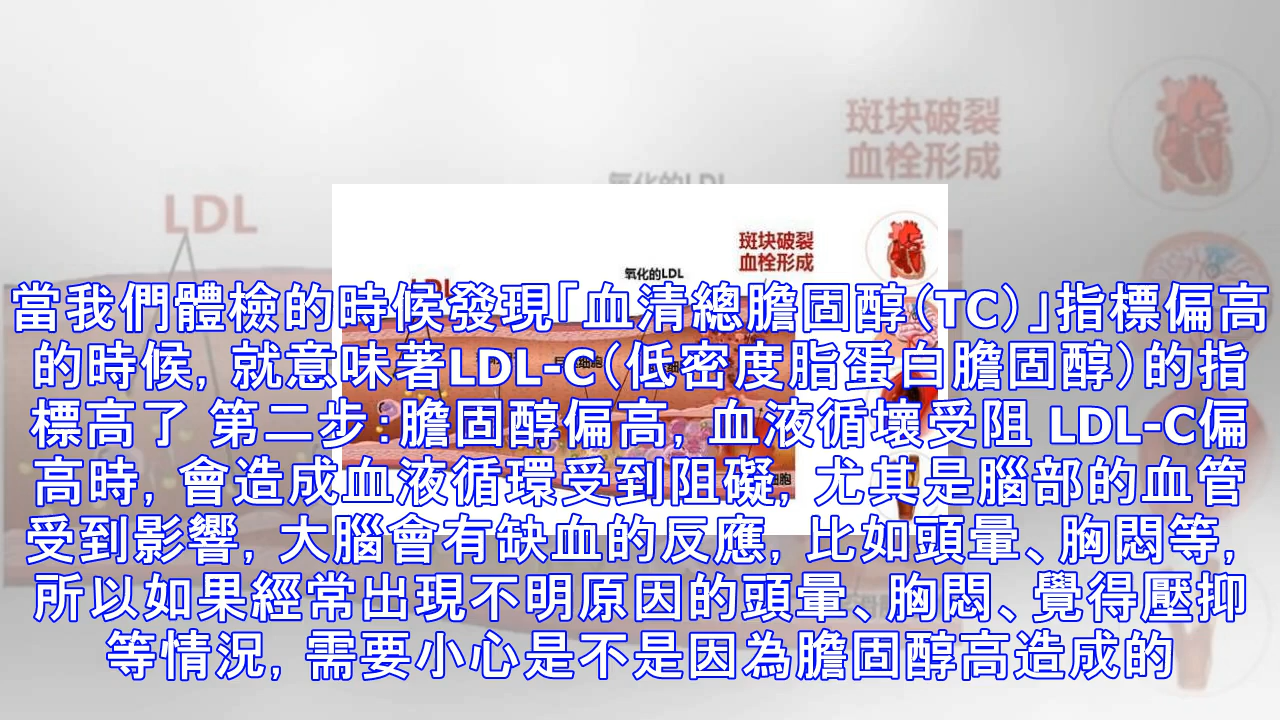 斑块破裂
血栓形成
LDL
氧化的LDL
斑块破裂
血栓形成
氧化的LDL
LDL
當我們體檢的時候發現「血清總膽固醇（TC）」指標偏高
的時候，就意味著LDL-C（低密度脂蛋白膽固醇）的指
標高了 第二步：膽固醇偏高，血液循壞受阻 LDL-C偏
高時，會造成血液循環受到阻礙，尤其是腦部的血管
受到影響，大腦會有缺血的反應，比如頭暈、胸悶等，
所以如果經常出現不明原因的頭暈、胸悶、覺得壓抑
等情況，需要小心是不是因為膽固醇高造成的